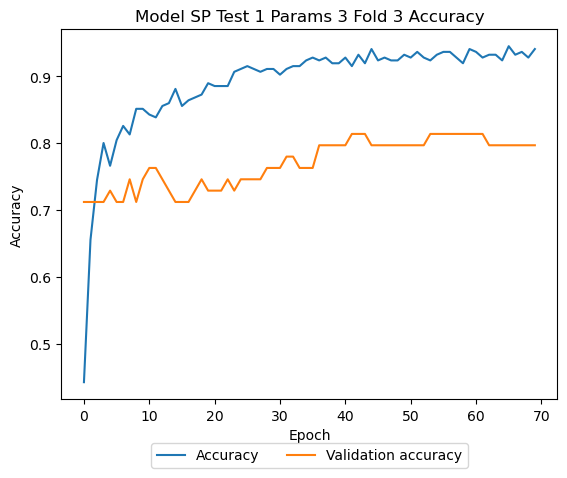 Model SP Test 1 Params 3 Fold 3 Accuracy
Accuracy
0.9
0.8
0.7
0.6
0.5
0 10 20 30 40 50 60 70
Epoch
Accuracy Validation accuracy